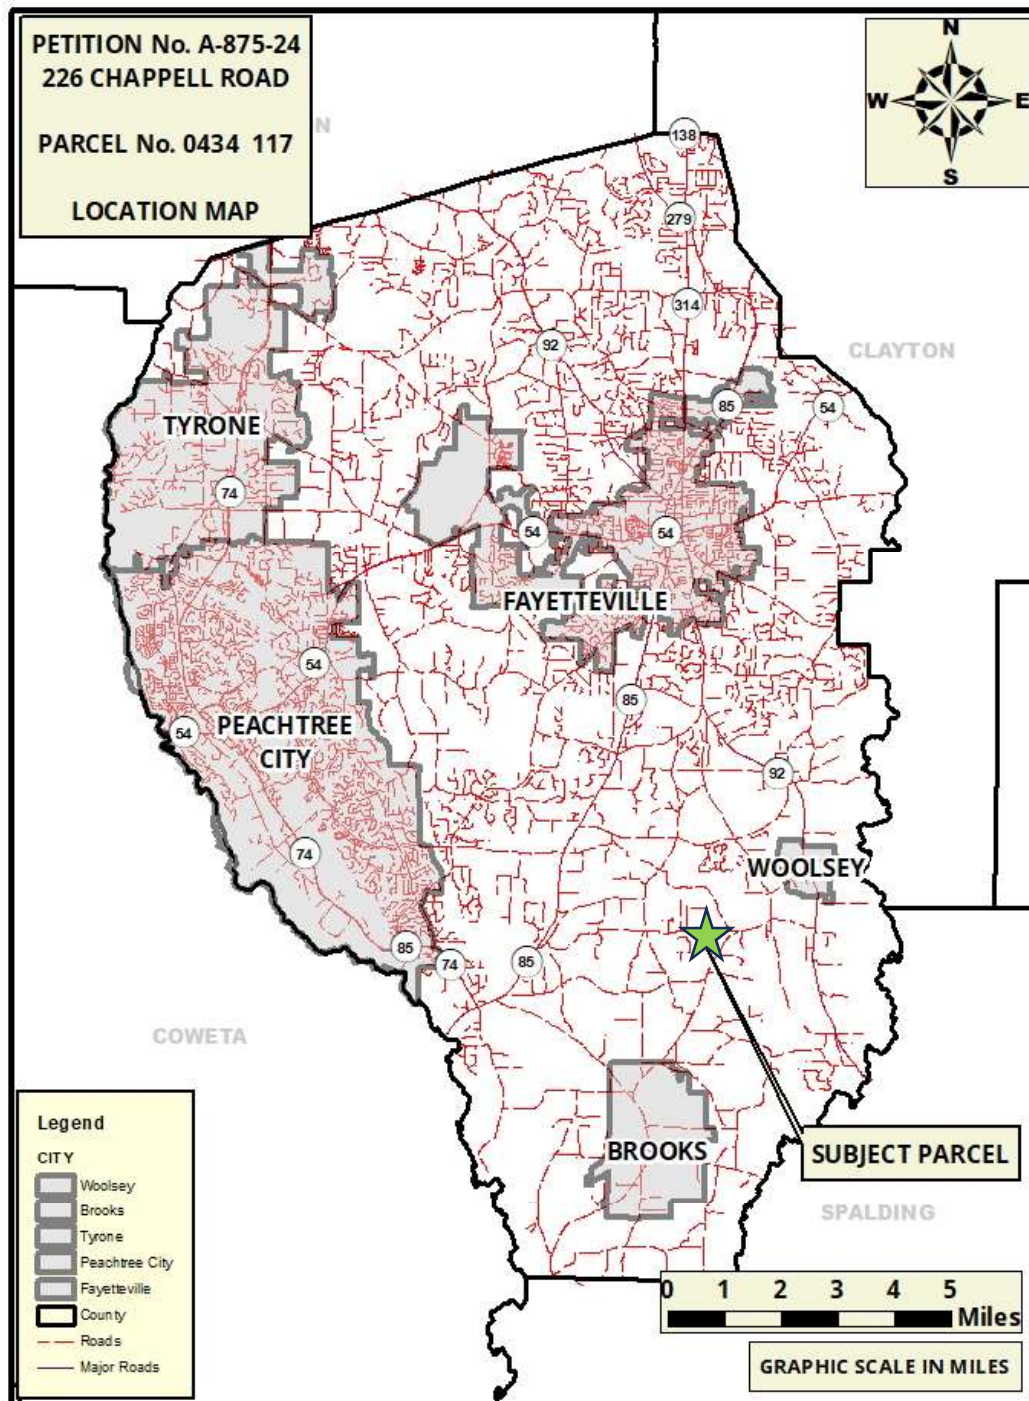 PETITION No. A-875-24
226 CHAPPELL ROAD
PARCEL No. 0434 117
LOCATION MAP
N
N
W
E
S
138
279
314
92
CLAYTON
85
54
TYRONE
74
54
54
FAYETTEVILLE
54
85
PEACHTREE
CITY
54
92
74
WOOLSEY
85
74
85
COWETA
BROOKS
SUBJECT PARCEL
SPALDING
Legend
CITY
Woolsey
Brooks
Tyrone
Peachtree City
Fayetteville
County
Roads
Major Roads
0 1 2 3 4 5
Miles
GRAPHIC SCALE IN MILES